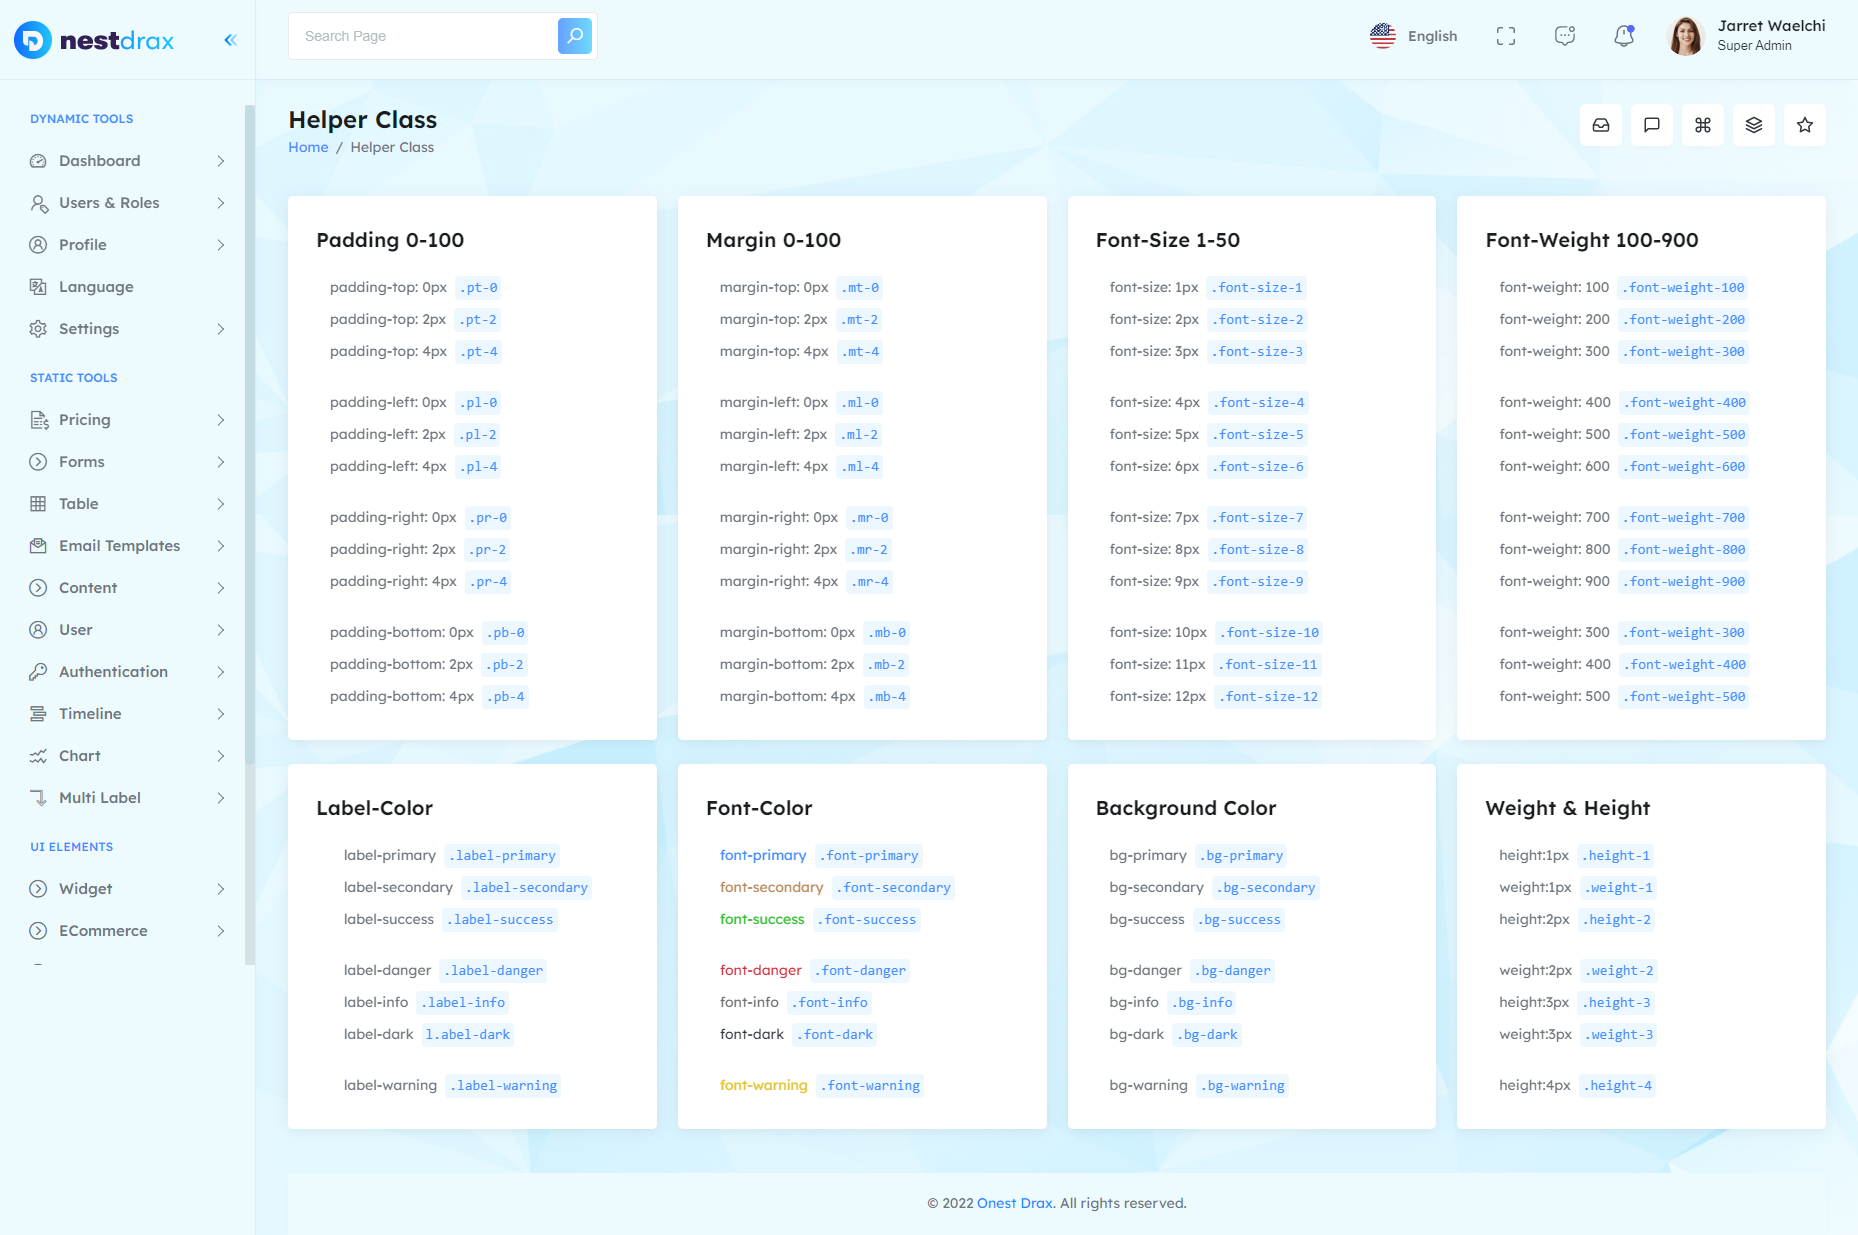 nestdrax
Search Page
English
Jarret Waelchi
Super Admin
DYNAMIC TOOLS
Dashboard
Users & Roles
Profile
Language
Settings
STATIC TOOLS
Pricing
Forms
Table
Email Templates
Content
User
Authentication
Timeline
Chart
Multi Label
UI ELEMENTS
Widget
ECommerce
Helper Class
Home / Helper Class
Padding 0-100
padding-top: 0px .pt-0
padding-top: 2px .pt-2
padding-top: 4px .pt-4
padding-left: 0px .pl-0
padding-left: 2px .pl-2
padding-left: 4px .pl-4
padding-right: 0px .pr-0
padding-right: 2px .pr-2
padding-right: 4px .pr-4
padding-bottom: 0px .pb-0
padding-bottom: 2px .pb-2
padding-bottom: 4px .pb-4
Margin 0-100
margin-top: 0px .mt-0
margin-top: 2px .mt-2
margin-top: 4px .mt-4
margin-left: 0px .ml-0
margin-left: 2px .ml-2
margin-left: 4px .ml-4
margin-right: 0px .mr-0
margin-right: 2px .mr-2
margin-right: 4px .mr-4
margin-bottom: 0px .mb-0
margin-bottom: 2px .mb-2
margin-bottom: 4px .mb-4
Font-Size 1-50
font-size: 1px .font-size-1
font-size: 2px .font-size-2
font-size: 3px .font-size-3
font-size: 4px .font-size-4
font-size: 5px .font-size-5
font-size: 6px .font-size-6
font-size: 7px .font-size-7
font-size: 8px .font-size-8
font-size: 9px .font-size-9
font-size: 10px .font-size-10
font-size: 11px .font-size-11
font-size: 12px .font-size-12
Font-Weight 100-900
font-weight: 100 .font-weight-100
font-weight: 200 .font-weight-200
font-weight: 300 .font-weight-300
font-weight: 400 .font-weight-400
font-weight: 500 .font-weight-500
font-weight: 600 .font-weight-600
font-weight: 700 .font-weight-700
font-weight: 800 .font-weight-800
font-weight: 900 .font-weight-900
font-weight: 300 .font-weight-300
font-weight: 400 .font-weight-400
font-weight: 500 .font-weight-500
Label-Color
label-primary .label-primary
label-secondary .label-secondary
label-success .label-success
label-danger .label-danger
label-info .label-info
label-dark l.abel-dark
label-warning .label-warning
Font-Color
font-primary .font-primary
font-secondary .font-secondary
font-success .font-success
font-danger .font-danger
font-info .font-info
font-dark .font-dark
font-warning .font-warning
Background Color
bg-primary .bg-primary
bg-secondary .bg-secondary
bg-success .bg-success
bg-danger .bg-danger
bg-info .bg-info
bg-dark .bg-dark
bg-warning .bg-warning
Weight & Height
height:1px .height-1
weight:1px .weight-1
height:2px .height-2
weight:2px .weight-2
height:3px .height-3
weight:3px .weight-3
height:4px .height-4
© 2022 Onest Drax. All rights reserved.